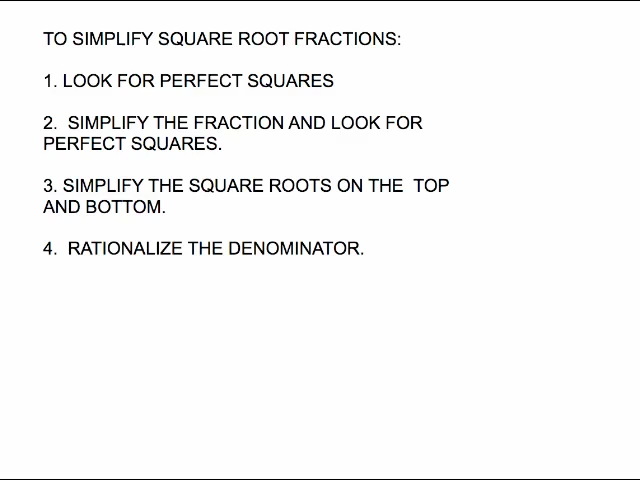 TO SIMPLIFY SQUARE ROOT FRACTIONS:
1. LOOK FOR PERFECT SQUARES
2.  SIMPLIFY THE FRACTION AND LOOK FOR
PERFECT SQUARES.
3. SIMPLIFY THE SQUARE ROOTS ON THE  TOP
AND BOTTOM.
4.  RATIONALIZE THE DENOMINATOR.